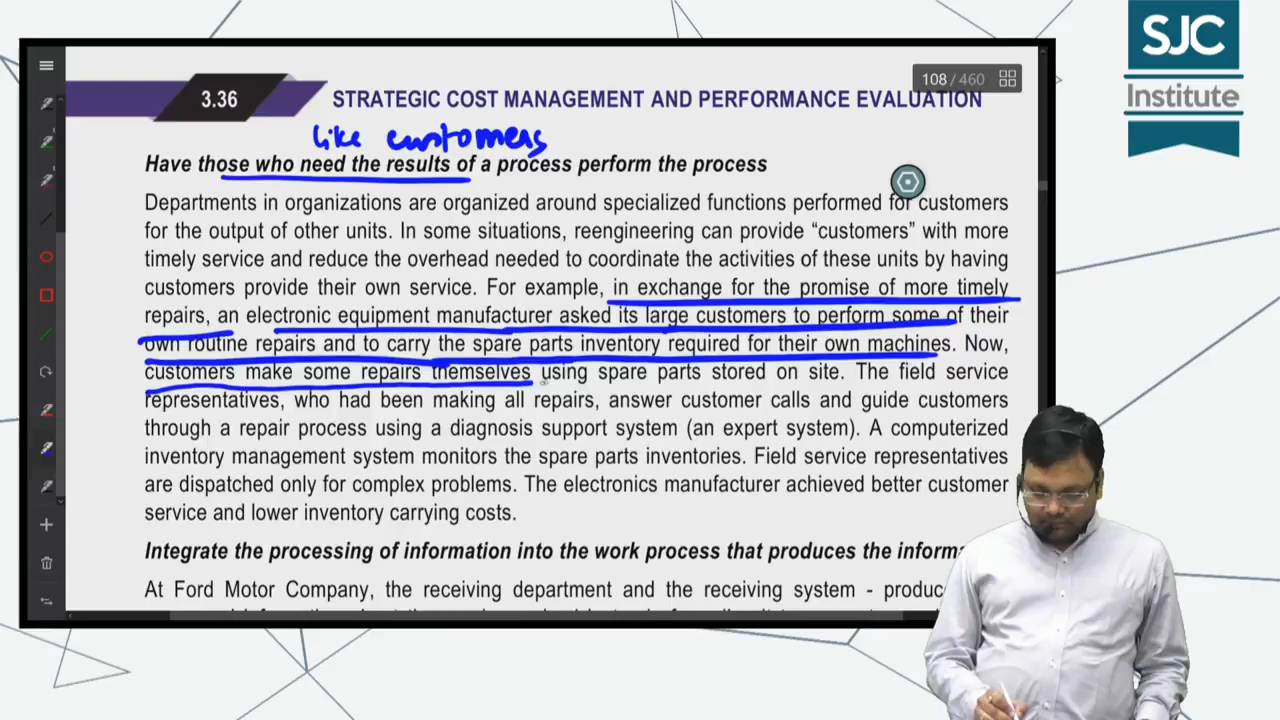 SJC
Institute
108 / 460
3.36
STRATEGIC COST MANAGEMENT AND PERFORMANCE EVALUATION
like customers
Have those who need the results of a process perform the process
Departments in organizations are organized around specialized functions performed for customers
for the output of other units. In some situations, reengineering can provide “customers” with more
timely service and reduce the overhead needed to coordinate the activities of these units by having
customers provide their own service. For example, in exchange for the promise of more timely
repairs, an electronic equipment manufacturer asked its large customers to perform some of their
own routine repairs and to carry the spare parts inventory required for their own machines. Now,
customers make some repairs themselves using spare parts stored on site. The field service
representatives, who had been making all repairs, answer customer calls and guide customers
through a repair process using a diagnosis support system (an expert system). A computerized
inventory management system monitors the spare parts inventories. Field service representatives
are dispatched only for complex problems. The electronics manufacturer achieved better customer
service and lower inventory carrying costs.
Integrate the processing of information into the work process that produces the
At Ford Motor Company, the receiving department and the receiving system -